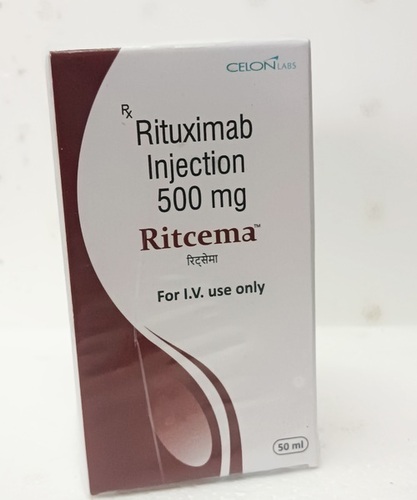 CELON LABS
Rx
Rituximab
Injection
500 mg
Ritcema™
रिट्सेमा
For I.V. use only
50 ml